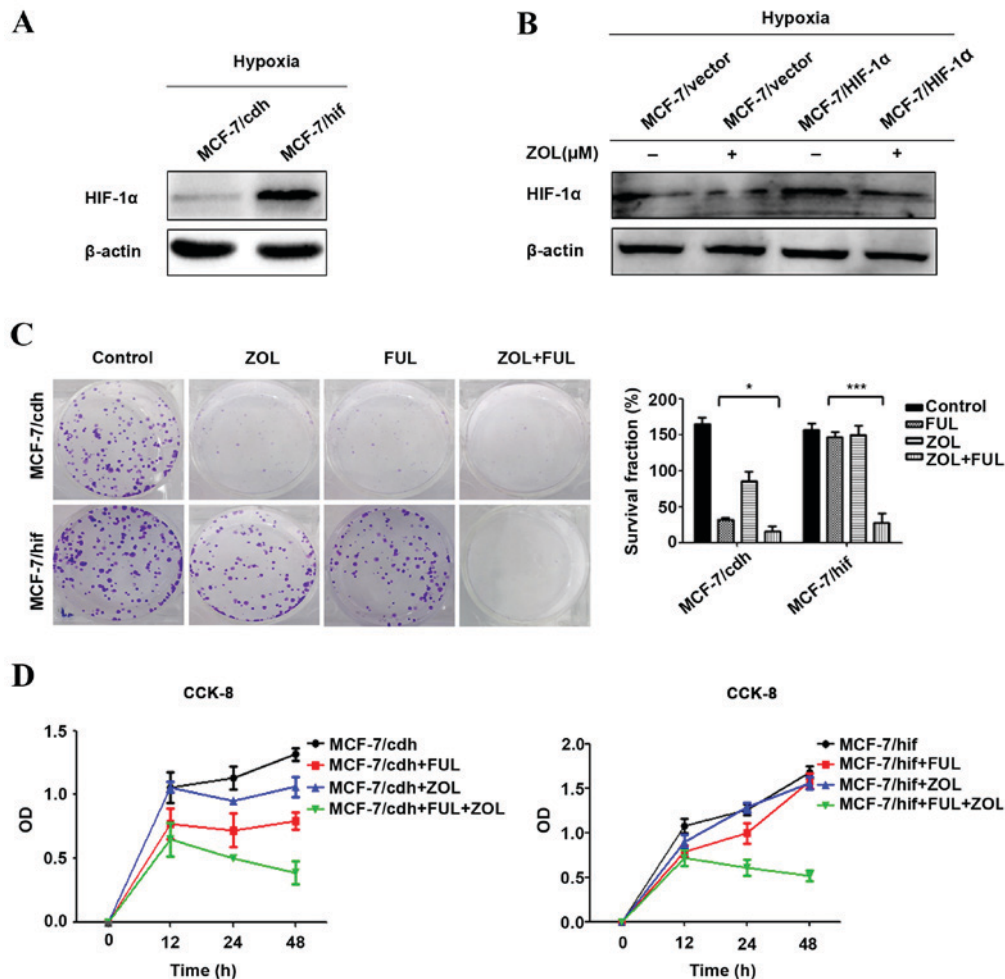 A
Hypoxia
MCF-7/cdh
MCF-7/hif
HIF-1α
β-actin
B
Hypoxia
MCF-7/vector
MCF-7/vector
MCF-7/HIF-1α
MCF-7/HIF-1α
ZOL(μM) – + – +
HIF-1α
β-actin
C
Control ZOL FUL ZOL+FUL
MCF-7/cdh
MCF-7/hif
Survival fraction (%)
200
150
100
50
0
* ***
Control
FUL
ZOL
ZOL+FUL
MCF-7/cdh
MCF-7/hif
D
CCK-8
OD
1.5
1.0
0.5
0.0
0 12 24 48
Time (h)
MCF-7/cdh
MCF-7/cdh+FUL
MCF-7/cdh+ZOL
MCF-7/cdh+FUL+ZOL
CCK-8
OD
2.0
1.5
1.0
0.5
0.0
0 12 24 48
Time (h)
MCF-7/hif
MCF-7/hif+FUL
MCF-7/hif+ZOL
MCF-7/hif+FUL+ZOL